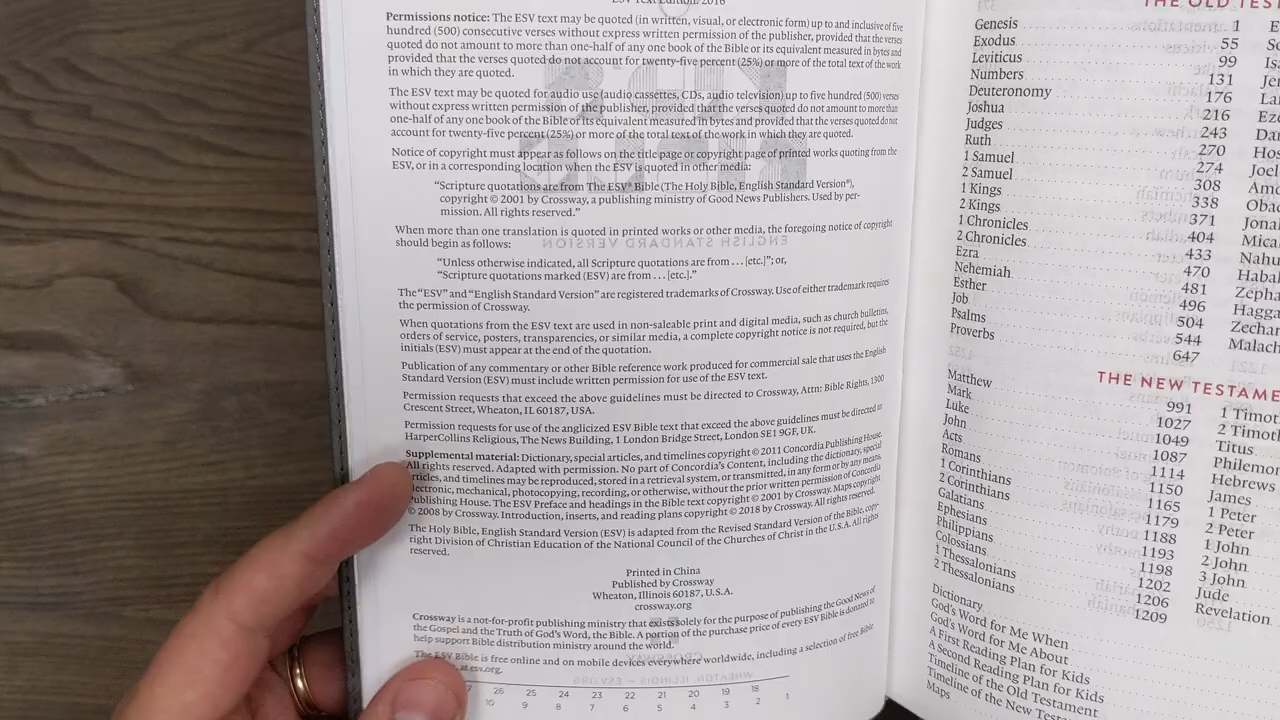 ESV Text Edition: 2016
Permissions notice: The ESV text may be quoted (in written, visual, or electronic form) up to and inclusive of five
hundred (500) consecutive verses without express written permission of the publisher, provided that the verses
quoted do not amount to more than one-half of any one book of the Bible or its equivalent measured in bytes and
provided that the verses quoted do not account for twenty-five percent (25%) or more of the total text of the work
in which they are quoted.
The ESV text may be quoted for audio use (audio cassettes, CDs, audio television) up to five hundred (500) verses
without express written permission of the publisher, provided that the verses quoted do not amount to more than
one-half of any one book of the Bible or its equivalent measured in bytes and provided that the verses quoted do not
account for twenty-five percent (25%) or more of the total text of the work in which they are quoted.
Notice of copyright must appear as follows on the title page or copyright page of printed works quoting from the
ESV, or in a corresponding location when the ESV is quoted in other media:
“Scripture quotations are from The ESV® Bible (The Holy Bible, English Standard Version®),
copyright © 2001 by Crossway, a publishing ministry of Good News Publishers. Used by per-
mission. All rights reserved.”
When more than one translation is quoted in printed works or other media, the foregoing notice of copyright
should begin as follows:
“Unless otherwise indicated, all Scripture quotations are from . . . [etc.]”; or,
“Scripture quotations marked (ESV) are from . . . [etc.].”
The “ESV” and “English Standard Version” are registered trademarks of Crossway. Use of either trademark requires
the permission of Crossway.
When quotations from the ESV text are used in non-saleable print and digital media, such as church bulletins,
orders of service, posters, transparencies, or similar media, a complete copyright notice is not required, but the
initials (ESV) must appear at the end of the quotation.
Publication of any commentary or other Bible reference work produced for commercial sale that uses the English
Standard Version (ESV) must include written permission for use of the ESV text.
Permission requests that exceed the above guidelines must be directed to Crossway, Attn: Bible Rights, 1300
Crescent Street, Wheaton, IL 60187, USA.
Permission requests for use of the anglicized ESV Bible text that exceed the above guidelines must be directed to
HarperCollins Religious, The News Building, 1 London Bridge Street, London SE1 9GF, UK.
Supplemental material: Dictionary, special articles, and timelines copyright © 2011 Concordia Publishing House.
All rights reserved. Adapted with permission. No part of Concordia’s Content, including the dictionary, special
articles, and timelines may be reproduced, stored in a retrieval system, or transmitted, in any form or by any means,
electronic, mechanical, photocopying, recording, or otherwise, without the prior written permission of Concordia
Publishing House. The ESV Preface and headings in the Bible text copyright © 2001 by Crossway. Maps copyright
© 2008 by Crossway. Introduction, inserts, and reading plans copyright © 2018 by Crossway. All rights reserved.
The Holy Bible, English Standard Version (ESV) is adapted from the Revised Standard Version of the Bible, copy-
right Division of Christian Education of the National Council of the Churches of Christ in the U.S.A. All rights
reserved.
Printed in China
Published by Crossway
Wheaton, Illinois 60187, U.S.A.
crossway.org
Crossway is a not-for-profit publishing ministry that exists solely for the purpose of publishing the Good News of
the Gospel and the Truth of God’s Word, the Bible. A portion of the purchase price of every ESV Bible is donated to
help support Bible distribution ministry around the world.
The ESV Bible is free online and on mobile devices everywhere worldwide, including a selection of free Bible
at esv.org.
27 26 25 24 23 22 21 20 19 18
10 9 8 7 6 5 4 3 2 1
THE OLD TEST
Genesis 1 E
Exodus 55 So
Leviticus 99 Isa
Numbers 131 Jer
Deuteronomy 176 Lam
Joshua 216 Eze
Judges 243 Dan
Ruth 270 Hos
1 Samuel 274 Joel
2 Samuel 308 Amo
1 Kings 338 Obad
2 Kings 371 Jona
1 Chronicles 404 Mica
2 Chronicles 433 Nahu
Ezra 470 Habak
Nehemiah 481 Zepha
Esther 496 Hagga
Job 504 Zechar
Psalms 544 Malach
Proverbs 647
THE NEW TESTAME
Matthew 991 1 Timot
Mark 1027 2 Timoth
Luke 1049 Titus
John 1087 Philemo
Acts 1114 Hebrews
Romans 1150 James
1 Corinthians 1165 1 Peter
2 Corinthians 1179 2 Peter
Galatians 1188 1 John
Ephesians 1193 2 John
Philippians 1198 3 John
Colossians 1202 Jude
1 Thessalonians 1206 Revelation
2 Thessalonians 1209
Dictionary
God’s Word for Me When
God’s Word for Me About
A First Reading Plan for Kids
A Second Reading Plan for Kids
Timeline of the Old Testament
Timeline of the New Testa
Maps